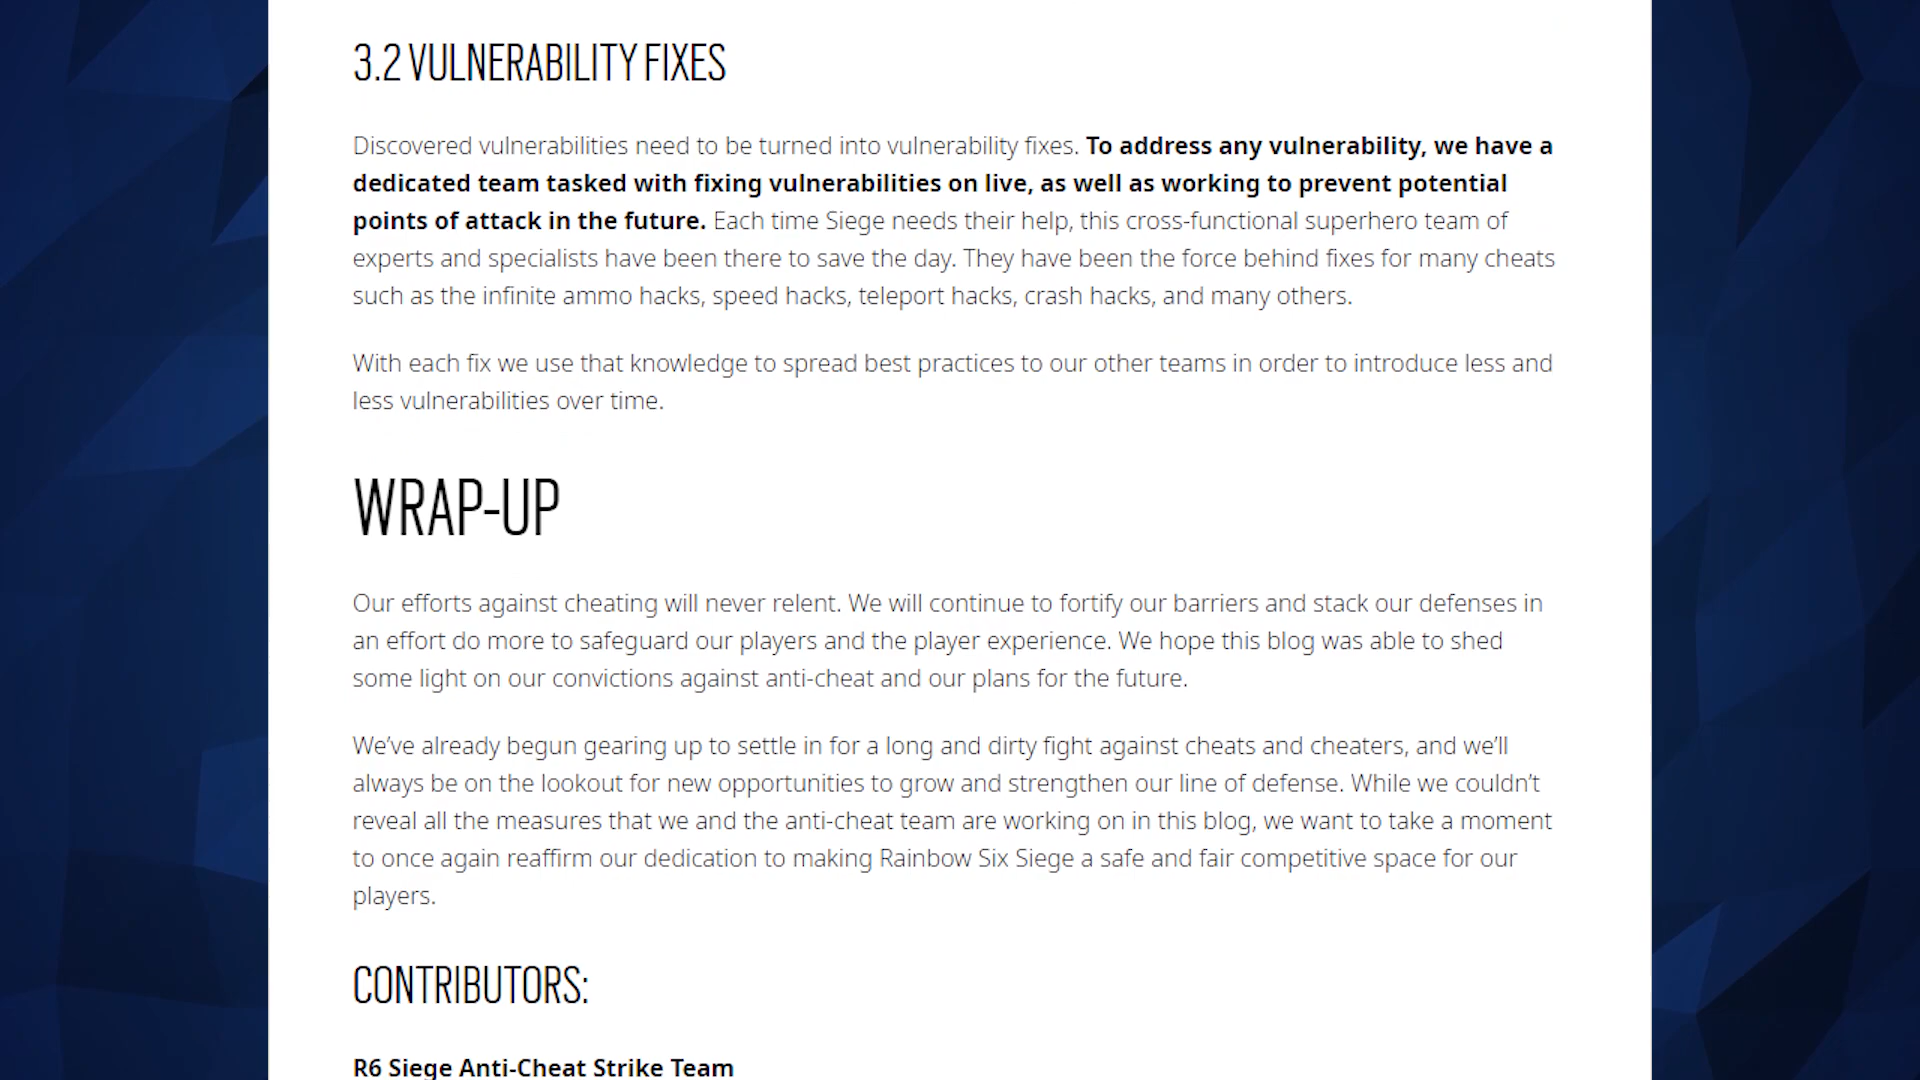 3.2 VULNERABILITY FIXES
Discovered vulnerabilities need to be turned into vulnerability fixes. To address any vulnerability, we have a
dedicated team tasked with fixing vulnerabilities on live, as well as working to prevent potential
points of attack in the future. Each time Siege needs their help, this cross-functional superhero team of
experts and specialists have been there to save the day. They have been the force behind fixes for many cheats
such as the infinite ammo hacks, speed hacks, teleport hacks, crash hacks, and many others.
With each fix we use that knowledge to spread best practices to our other teams in order to introduce less and
less vulnerabilities over time.
WRAP-UP
Our efforts against cheating will never relent. We will continue to fortify our barriers and stack our defenses in
an effort do more to safeguard our players and the player experience. We hope this blog was able to shed
some light on our convictions against anti-cheat and our plans for the future.
We’ve already begun gearing up to settle in for a long and dirty fight against cheats and cheaters, and we’ll
always be on the lookout for new opportunities to grow and strengthen our line of defense. While we couldn’t
reveal all the measures that we and the anti-cheat team are working on in this blog, we want to take a moment
to once again reaffirm our dedication to making Rainbow Six Siege a safe and fair competitive space for our
players.
CONTRIBUTORS:
R6 Siege Anti-Cheat Strike Team